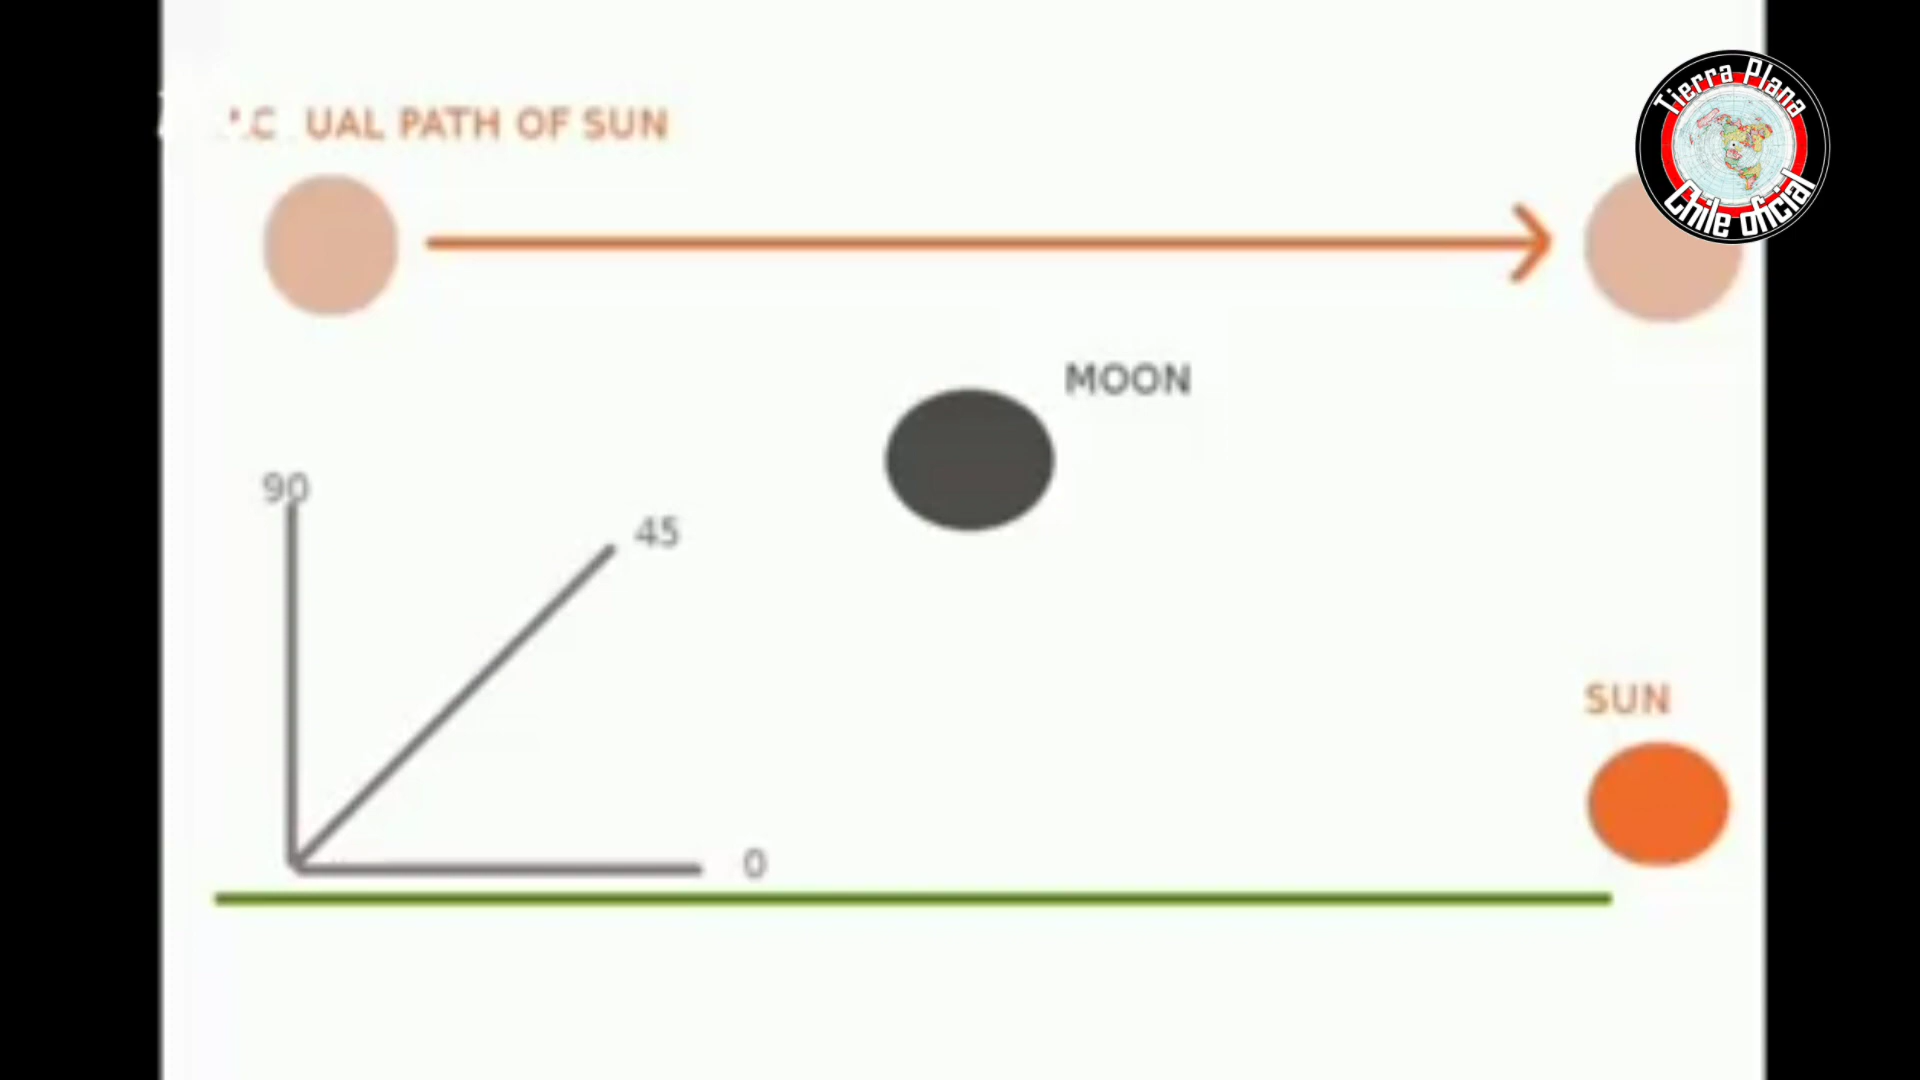 UAL PATH OF SUN
Tierra Plana
Chile oficial
MOON
90
45
SUN
0